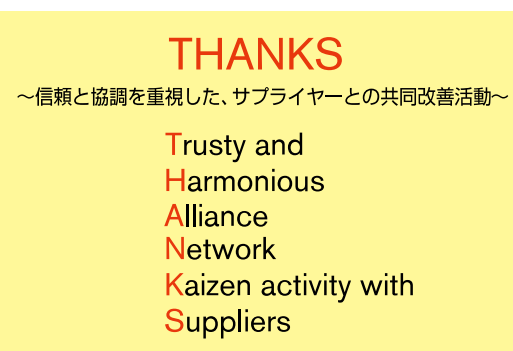 THANKS
～信頼と協調を重視した、サプライヤーとの共同改善活動～
Trusty and
Harmonious
Alliance
Network
Kaizen activity with
Suppliers